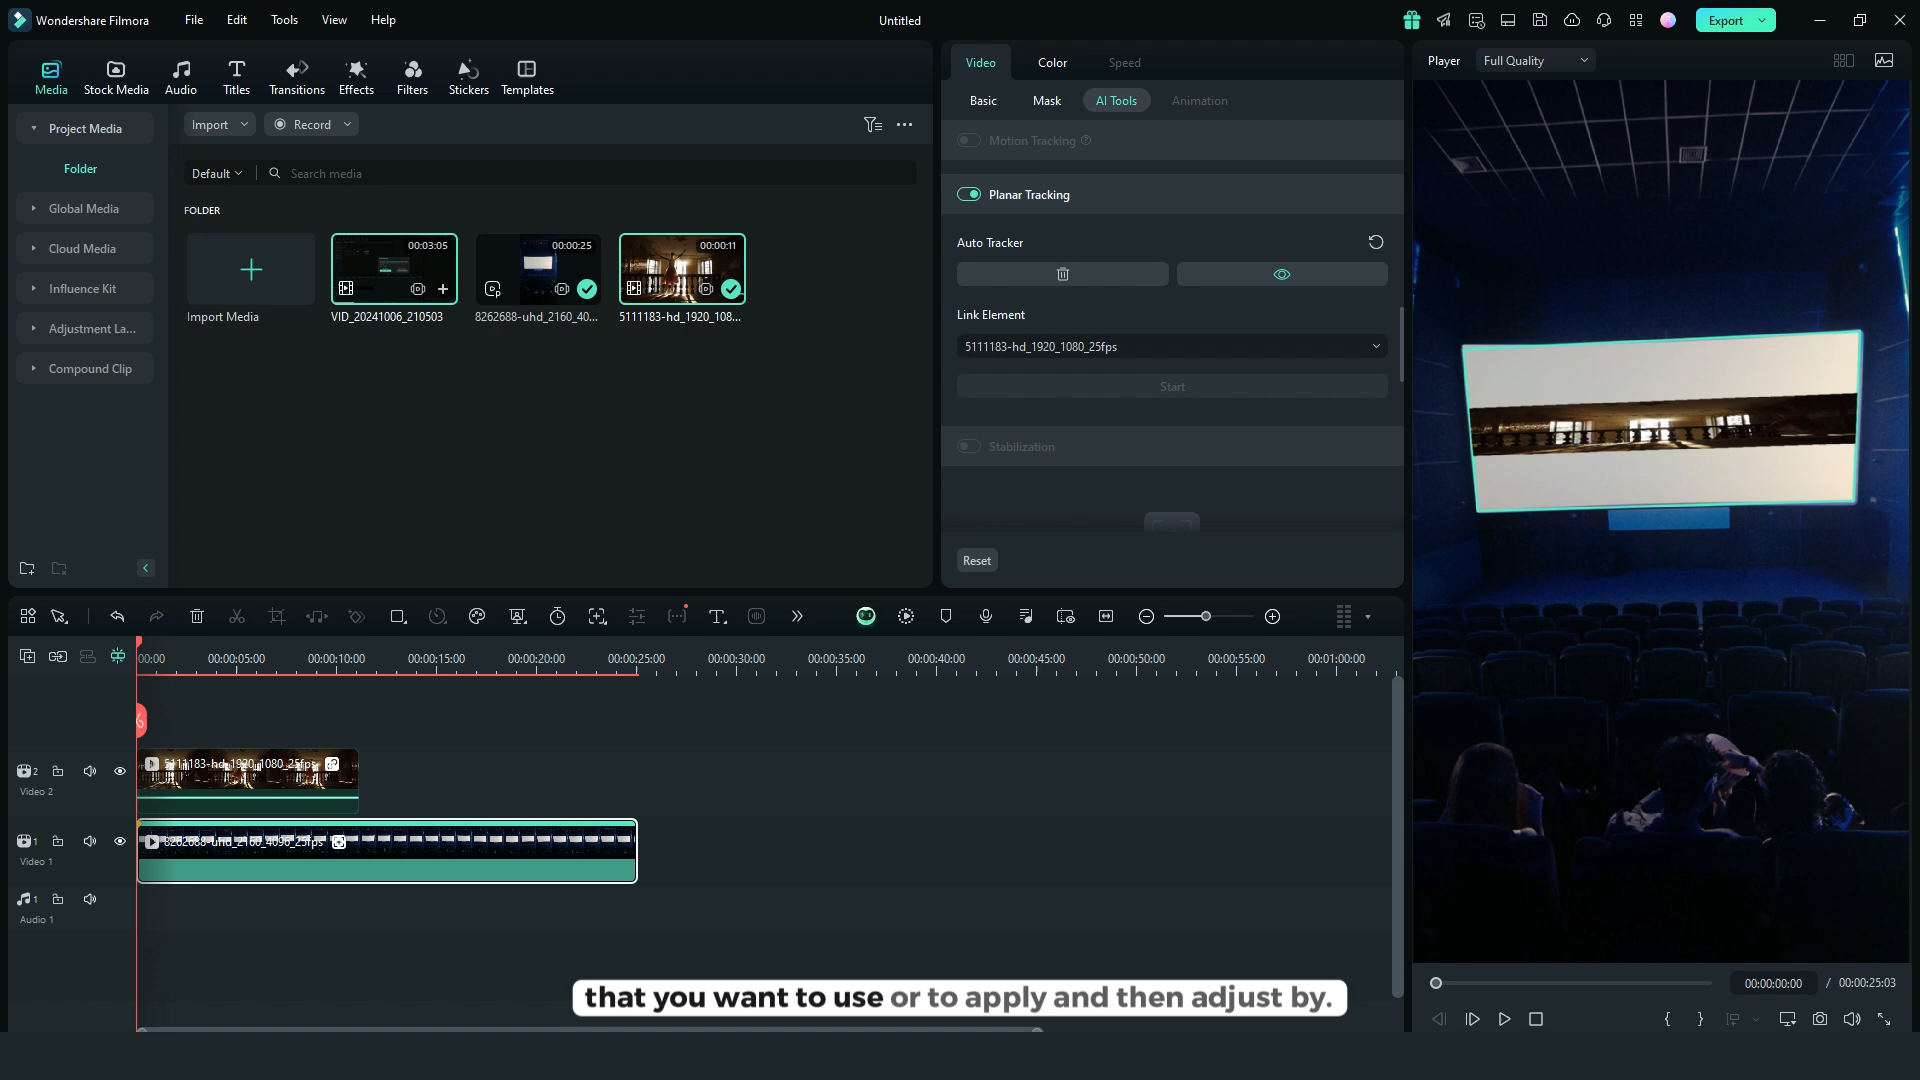 Wondershare Filmora
File
Edit
Tools
View
Help
Untitled
Export
Media
Stock Media
Audio
Titles
Transitions
Effects
Filters
Stickers
Templates
Video
Color
Speed
Player
Full Quality
Basic
Mask
AI Tools
Animation
Project Media
Folder
Global Media
Cloud Media
Influence Kit
Adjustment La...
Compound Clip
Import
Record
Default
Search media
FOLDER
Import Media
00:03:05
VID_20241006_210503
00:00:25
8262688-uhd_2160_40...
00:00:11
5111183-hd_1920_108...
Motion Tracking
Planar Tracking
Auto Tracker
Link Element
5111183-hd_1920_1080_25fps
Start
Stabilization
Reset
00:00
00:00:05:00
00:00:10:00
00:00:15:00
00:00:20:00
00:00:25:00
00:00:30:00
00:00:35:00
00:00:40:00
00:00:45:00
00:00:50:00
00:00:55:00
00:01:00:00
2
Video 2
5111183-hd_1920_1080_25fps
1
Video 1
8262688-uhd_2160_4096_25fps
1
Audio 1
that you want to use or to apply and then adjust by.
00:00:00:00
/
00:00:25:03